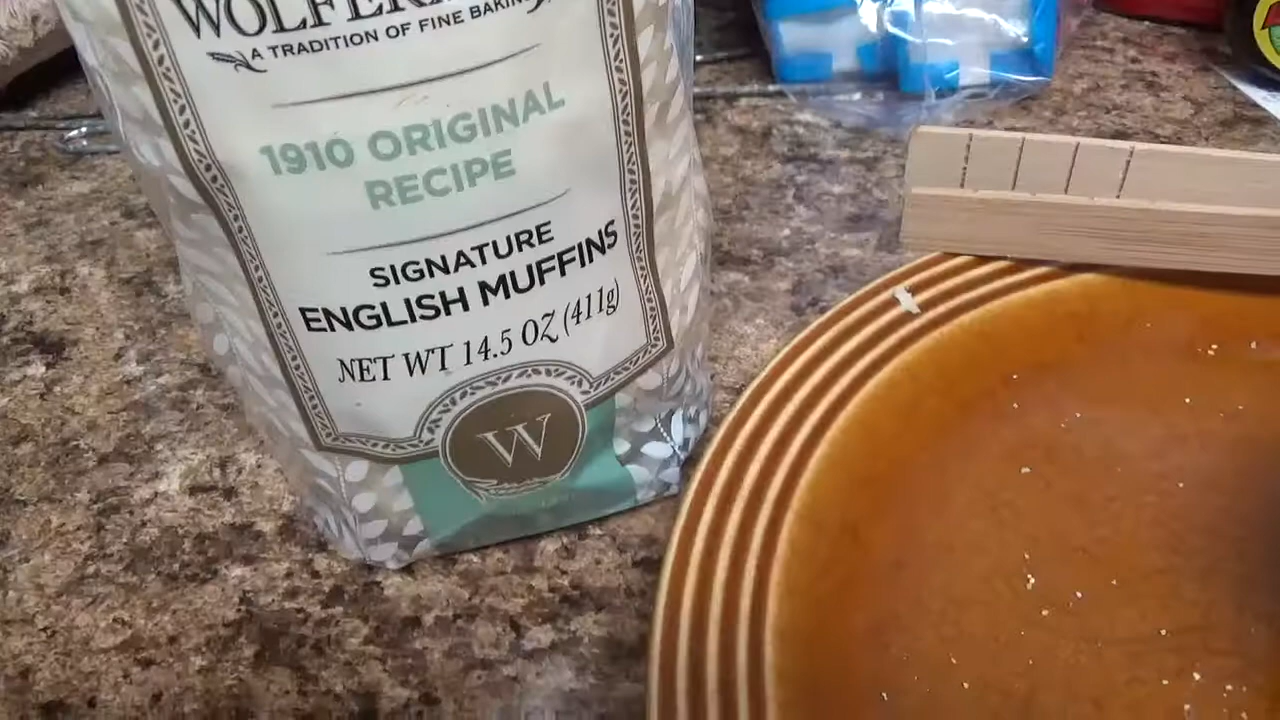 A TRADITION OF FINE BAKING
1910 ORIGINAL
RECIPE
SIGNATURE
ENGLISH MUFFINS
NET WT 14.5 OZ (411g)
W